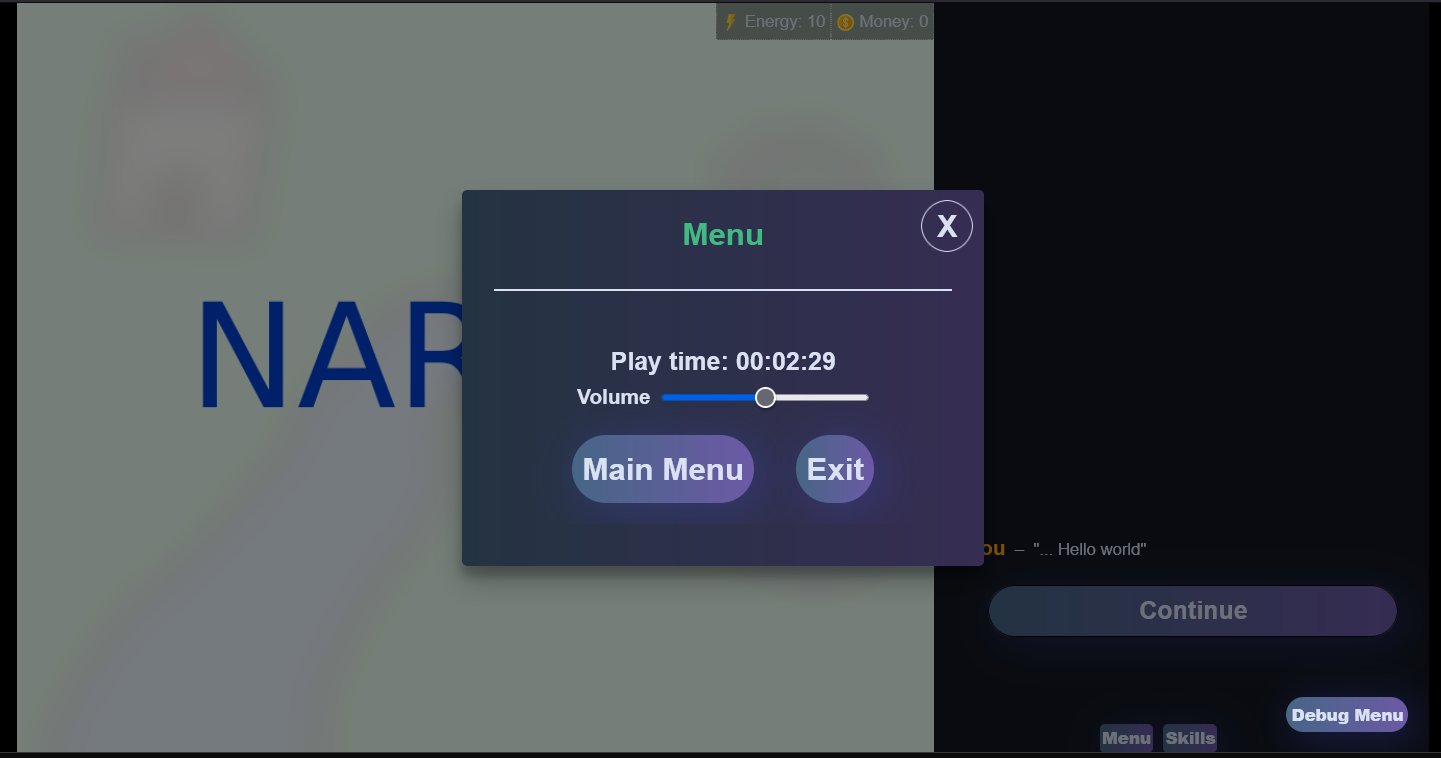 Energy: 10 Money: 0
Menu
X
NAR
Play time: 00:02:29
Volume
Main Menu Exit
ou – "... Hello world"
Continue
Debug Menu
Menu Skills